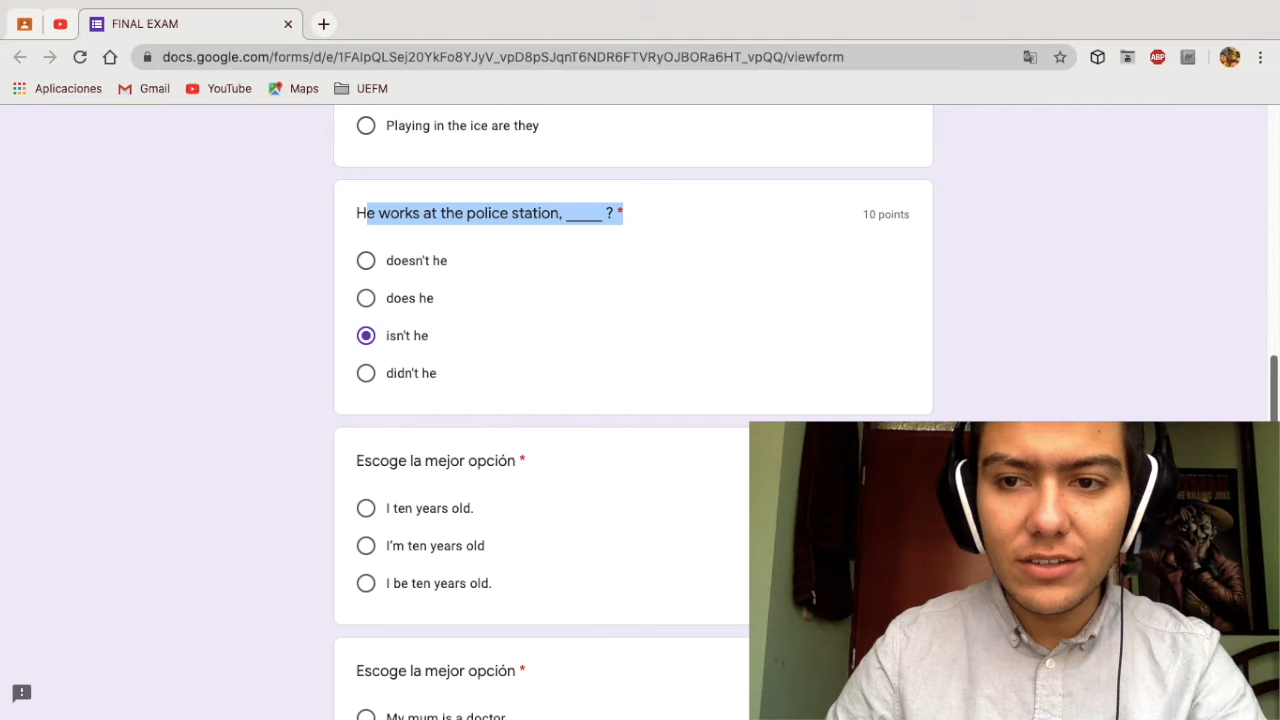 FINAL EXAM
docs.google.com/forms/d/e/1FAIpQLSej20YkFo8YJyV_vpD8pSJqnT6NDR6FTVRyOJBORa6HT_vpQQ/viewform
ABP
Aplicaciones Gmail YouTube Maps UEFM
Playing in the ice are they
He works at the police station, _____ ? *
10 points
doesn't he
does he
isn't he
didn't he
Escoge la mejor opción *
I ten years old.
I'm ten years old
I be ten years old.
Escoge la mejor opción *
My mum is a doctor